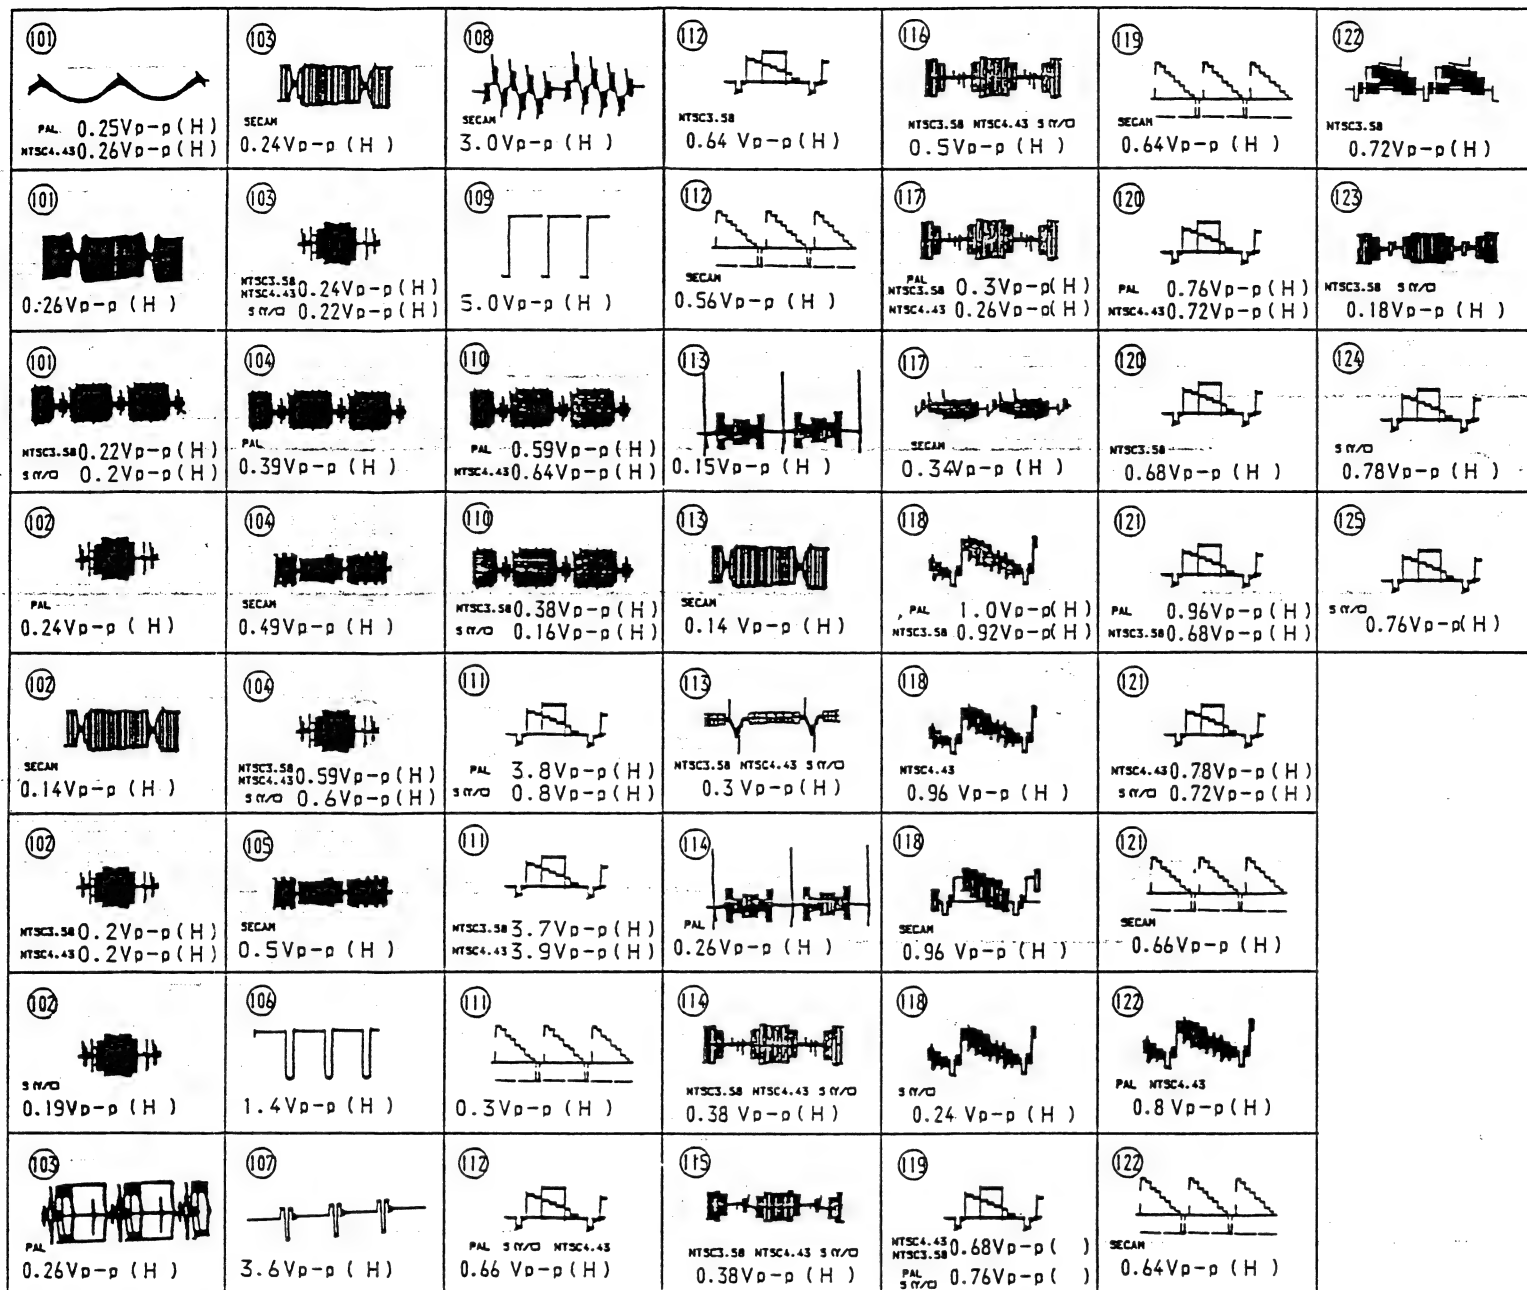 101
PAL 0.25Vp-p (H)
NTSC4.43 0.26Vp-p (H)
103
SECAM
0.24Vp-p (H)
108
SECAM
3.0Vp-p (H)
112
NTSC3.58
0.64 Vp-p (H)
116
NTSC3.58 NTSC4.43 S (Y/C)
0.5Vp-p (H)
119
SECAM
0.64Vp-p (H)
122
NTSC3.58
0.72Vp-p (H)
101
0.26Vp-p (H)
103
NTSC3.58
NTSC4.43 0.24Vp-p (H)
S (Y/C) 0.22Vp-p (H)
109
5.0Vp-p (H)
112
SECAM
0.56Vp-p (H)
117
PAL
NTSC3.58 0.3Vp-p(H)
NTSC4.43 0.26Vp-p(H)
120
PAL 0.76Vp-p (H)
NTSC4.43 0.72Vp-p (H)
123
NTSC3.58 S (Y/C)
0.18Vp-p (H)
101
NTSC3.58 0.22Vp-p (H)
S (Y/C) 0.2Vp-p (H)
104
PAL
0.39Vp-p (H)
110
PAL 0.59Vp-p (H)
NTSC4.43 0.64Vp-p (H)
113
0.15Vp-p (H)
117
SECAM
0.34Vp-p (H)
120
NTSC3.58
0.68Vp-p (H)
124
S (Y/C)
0.78Vp-p (H)
102
PAL
0.24Vp-p (H)
104
SECAM
0.49Vp-p (H)
110
NTSC3.58 0.38Vp-p (H)
S (Y/C) 0.16Vp-p (H)
113
SECAM
0.14 Vp-p (H)
118
PAL 1.0Vp-p(H)
NTSC3.58 0.92Vp-p(H)
121
PAL 0.96Vp-p (H)
NTSC3.58 0.68Vp-p (H)
125
S (Y/C) 0.76Vp-p(H)
102
SECAM
0.14Vp-p (H)
104
NTSC3.58
NTSC4.43 0.59Vp-p (H)
S (Y/C) 0.6Vp-p (H)
111
PAL 3.8Vp-p (H)
S (Y/C) 0.8Vp-p (H)
113
NTSC3.58 NTSC4.43 S (Y/C)
0.3Vp-p (H)
118
NTSC4.43
0.96 Vp-p (H)
121
NTSC4.43 0.78Vp-p (H)
S (Y/C) 0.72Vp-p (H)
102
NTSC3.58 0.2Vp-p (H)
NTSC4.43 0.2Vp-p (H)
105
SECAM
0.5Vp-p (H)
111
NTSC3.58 3.7Vp-p (H)
NTSC4.43 3.9Vp-p (H)
114
PAL
0.26Vp-p (H)
118
SECAM
0.96 Vp-p (H)
121
SECAM
0.66Vp-p (H)
102
S (Y/C)
0.19Vp-p (H)
106
1.4Vp-p (H)
111
0.3Vp-p (H)
114
NTSC3.58 NTSC4.43 S (Y/C)
0.38 Vp-p (H)
118
S (Y/C)
0.24 Vp-p (H)
122
PAL NTSC4.43
0.8 Vp-p(H)
103
PAL
0.26Vp-p (H)
107
3.6Vp-p (H)
112
PAL S (Y/C) NTSC4.43
0.66 Vp-p (H)
115
NTSC3.58 NTSC4.43 S (Y/C)
0.38Vp-p (H)
119
NTSC4.43
NTSC3.58 0.68Vp-p ( )
PAL
S (Y/C) 0.76Vp-p ( )
122
SECAM
0.64Vp-p (H)